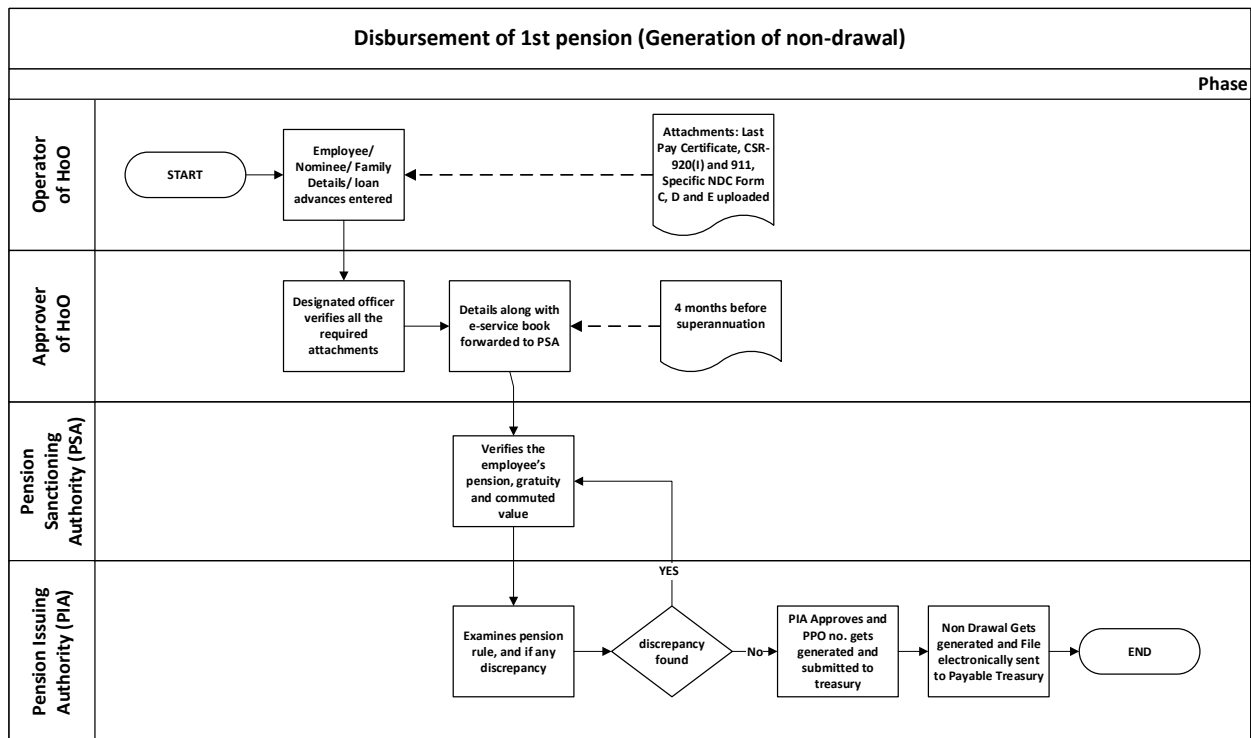 Disbursement of 1st pension (Generation of non-drawal)
Phase
Operator
of HoO
START
Employee/
Nominee/ Family
Details/ loan
advances entered
Attachments: Last
Pay Certificate, CSR-
920(I) and 911,
Specific NDC Form
C, D and E uploaded
Approver
of HoO
Designated officer
verifies all the
required
attachments
Details along with
e-service book
forwarded to PSA
4 months before
superannuation
Pension
Sanctioning
Authority (PSA)
Verifies the
employee’s
pension, gratuity
and commuted
value
Pension Issuing
Authority (PIA)
Examines pension
rule, and if any
discrepancy
YES
discrepancy
found
No
PIA Approves and
PPO no. gets
generated and
submitted to
treasury
Non Drawal Gets
generated and File
electronically sent
to Payable Treasury
END